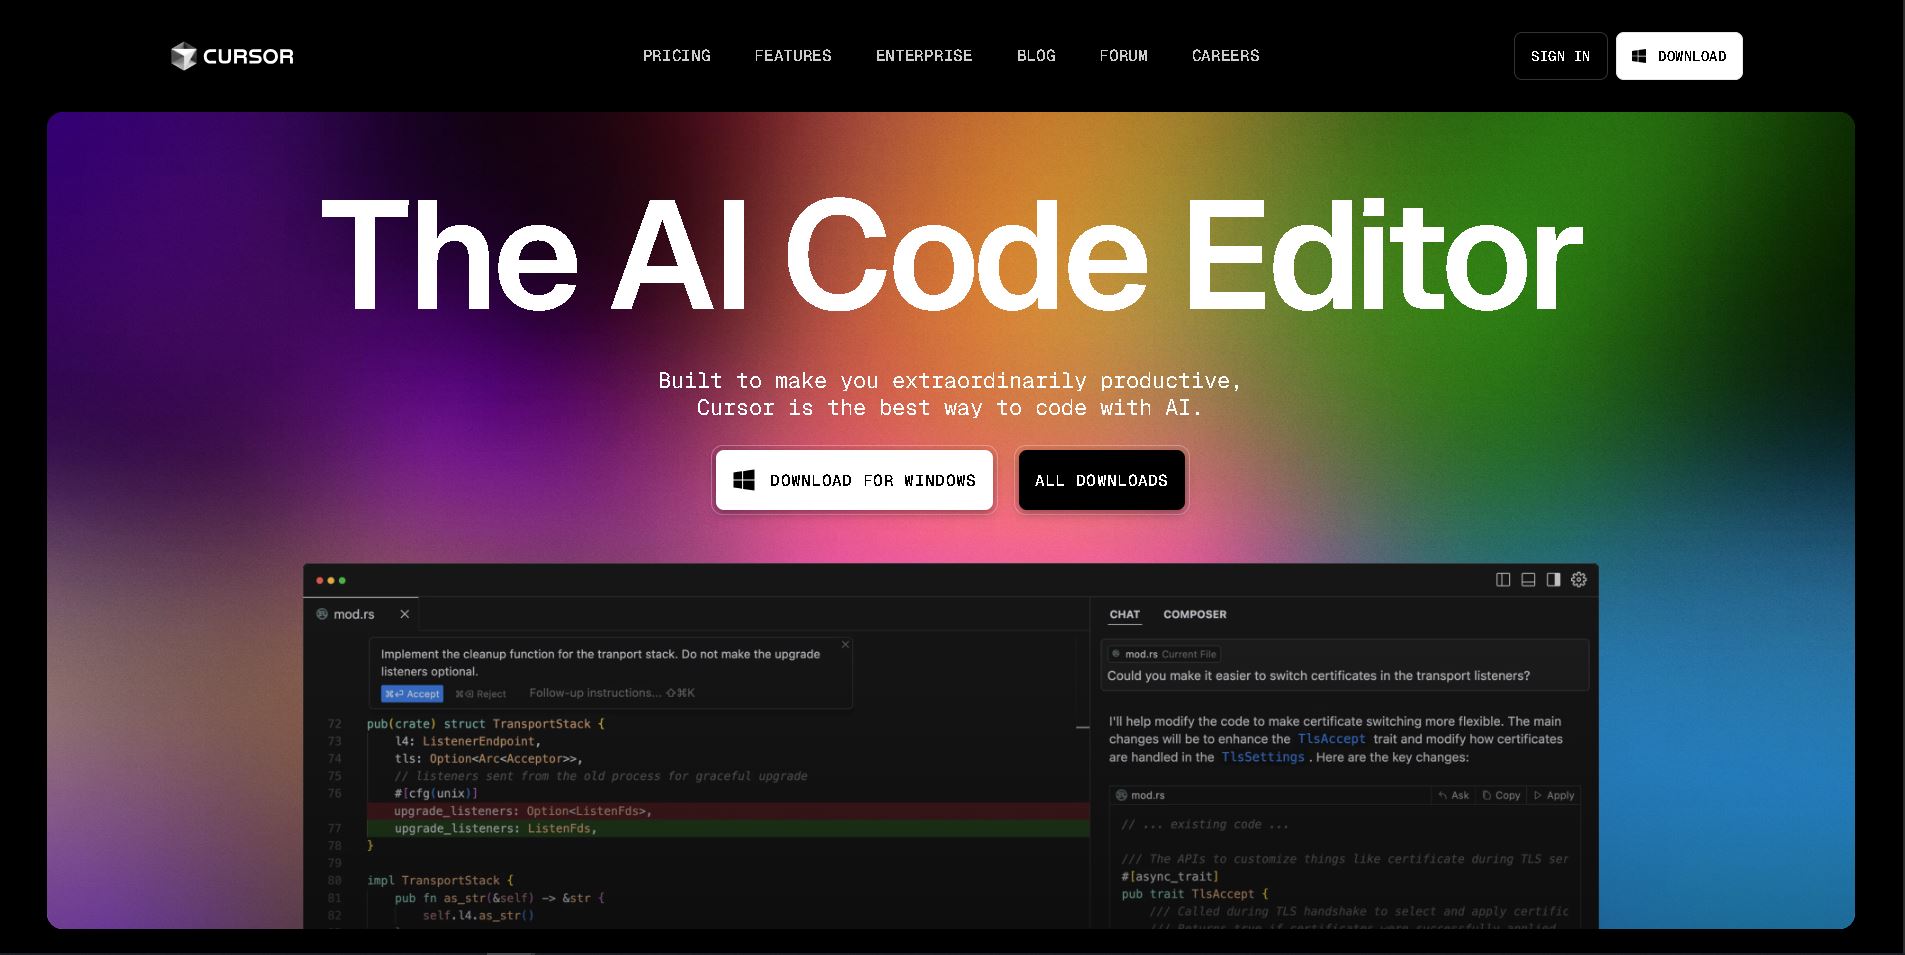 CURSOR
PRICING FEATURES ENTERPRISE BLOG FORUM CAREERS
SIGN IN DOWNLOAD
The AI Code Editor
Built to make you extraordinarily productive,
Cursor is the best way to code with AI.
DOWNLOAD FOR WINDOWS ALL DOWNLOADS
mod.rs
Implement the cleanup function for the tranport stack. Do not make the upgrade
listeners optional.
⌘⏎ Accept ⌘⌫ Reject Follow-up instructions... ⇧⌘K
72 pub(crate) struct TransportStack {
73 l4: ListenerEndpoint,
74 tls: Option<Arc<Acceptor>>,
75 // listeners sent from the old process for graceful upgrade
76 #[cfg(unix)]
upgrade_listeners: Option<ListenFds>,
77 upgrade_listeners: ListenFds,
78 }
79
80 impl TransportStack {
81 pub fn as_str(&self) -> &str {
82 self.l4.as_str()
CHAT COMPOSER
mod.rs Current File
Could you make it easier to switch certificates in the transport listeners?
I'll help modify the code to make certificate switching more flexible. The main
changes will be to enhance the TlsAccept trait and modify how certificates
are handled in the TlsSettings . Here are the key changes:
mod.rs Ask Copy Apply
// ... existing code ...
/// The APIs to customize things like certificate during TLS ser
#[async_trait]
pub trait TlsAccept {
/// Called during TLS handshake to select and apply certific
/// Returns true if certificates were successfully applied